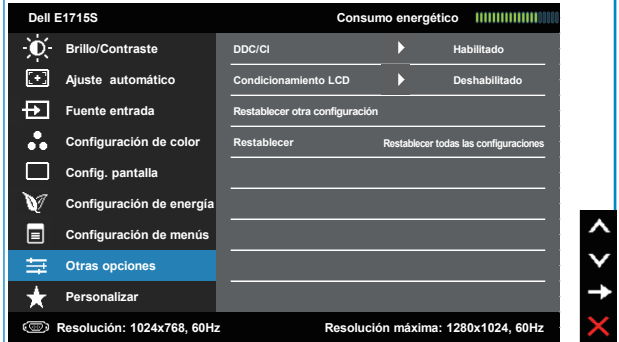 Dell E1715S Consumo energético
Brillo/Contraste DDC/CI Habilitado
Ajuste automático Condicionamiento LCD Deshabilitado
Fuente entrada Restablecer otra configuración
Configuración de color Restablecer Restablecer todas las configuraciones
Config. pantalla
Configuración de energía
Configuración de menús
Otras opciones
Personalizar
Resolución: 1024x768, 60Hz Resolución máxima: 1280x1024, 60Hz